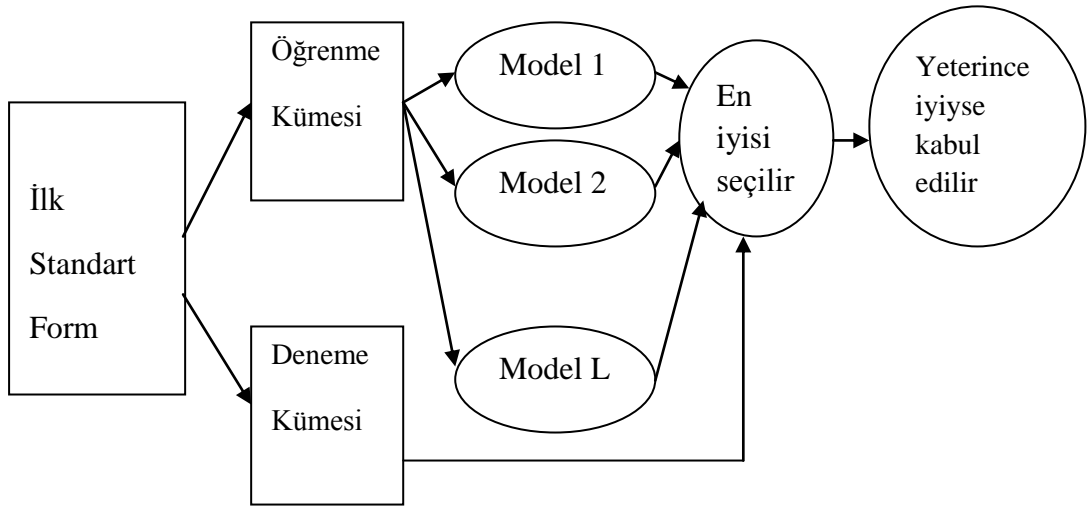 İlk
Standart
Form
Öğrenme
Kümesi
Deneme
Kümesi
Model 1
Model 2
Model L
En
iyisi
seçilir
Yeterince
iyiyse
kabul
edilir